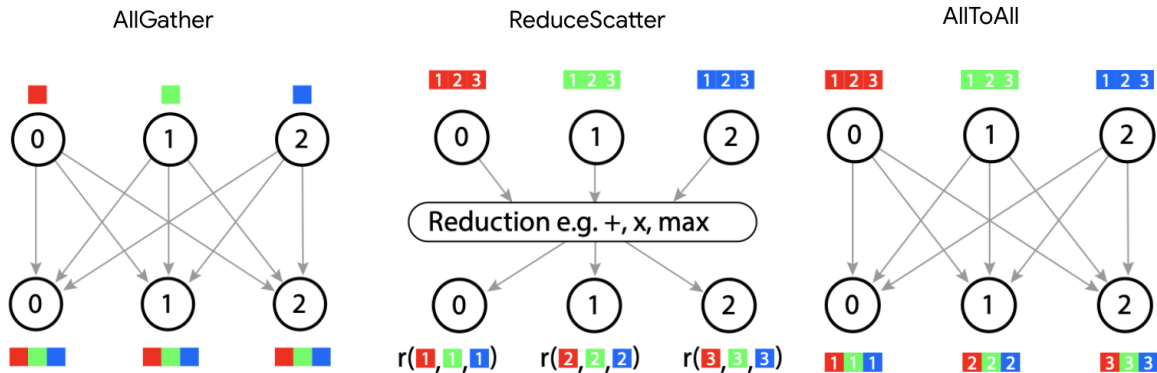 AllGather
0 1 2
0 1 2
ReduceScatter
1 2 3 1 2 3 1 2 3
0 1 2
Reduction e.g. +, x, max
0 1 2
r(1,1,1) r(2,2,2) r(3,3,3)
AllToAll
1 2 3 1 2 3 1 2 3
0 1 2
0 1 2
1 1 1 2 2 2 3 3 3